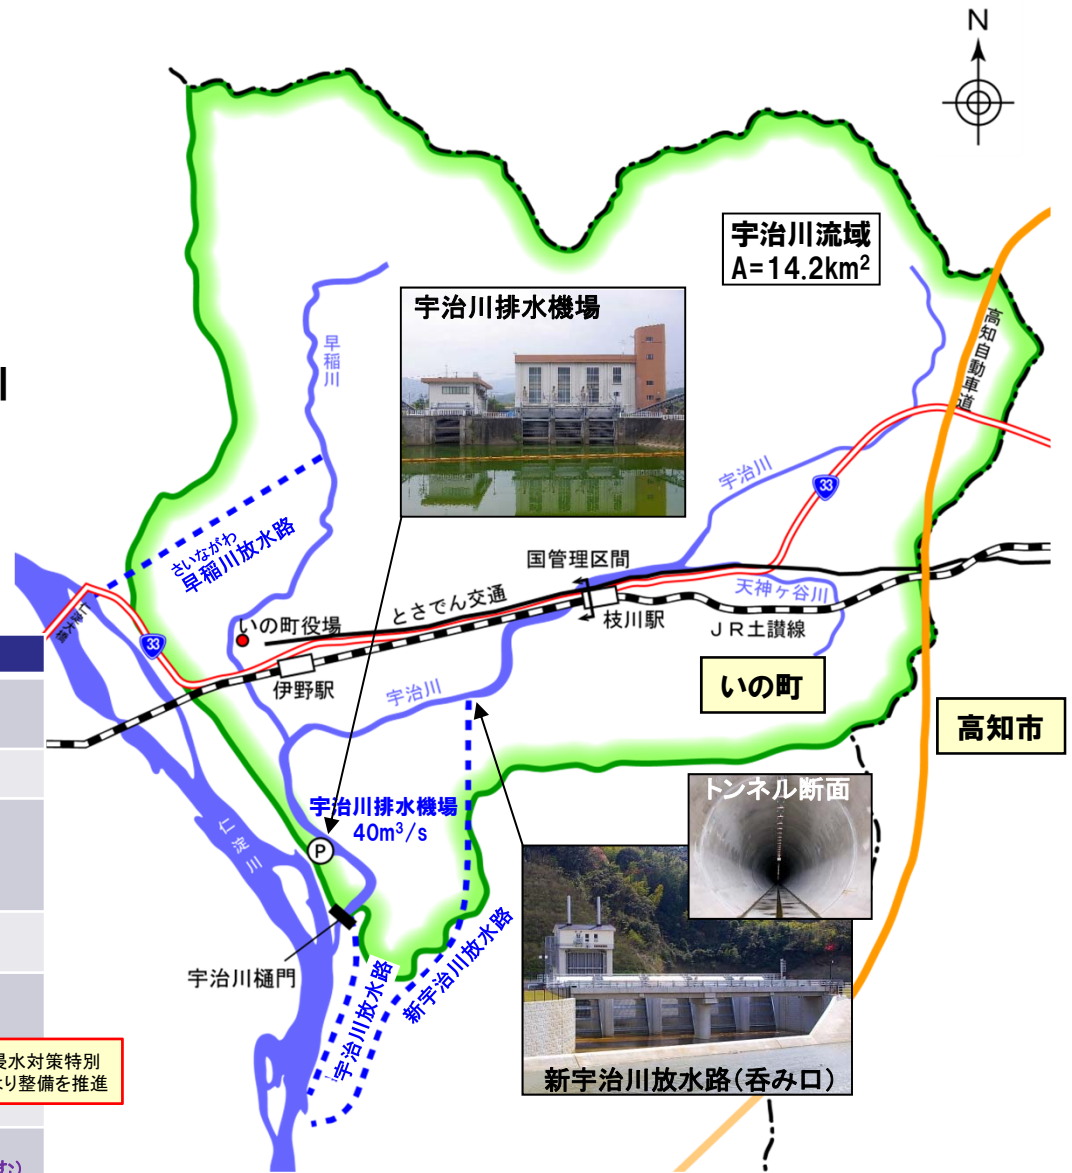 N
宇治川流域
A=14.2km²
宇治川排水機場
早稲川
高知自動車道
宇治川
33
さいながわ
早稲川放水路
国管理区間
天神ヶ谷川
とさでん交通
いの町役場
枝川駅
JR土讃線
仁淀大橋
33
伊野駅
宇治川
いの町
高知市
トンネル断面
宇治川排水機場
40m³/s
P
仁淀川
宇治川樋門
宇治川放水路
新宇治川放水路
浸水対策特別
より整備を推進
新宇治川放水路(呑み口)
む)